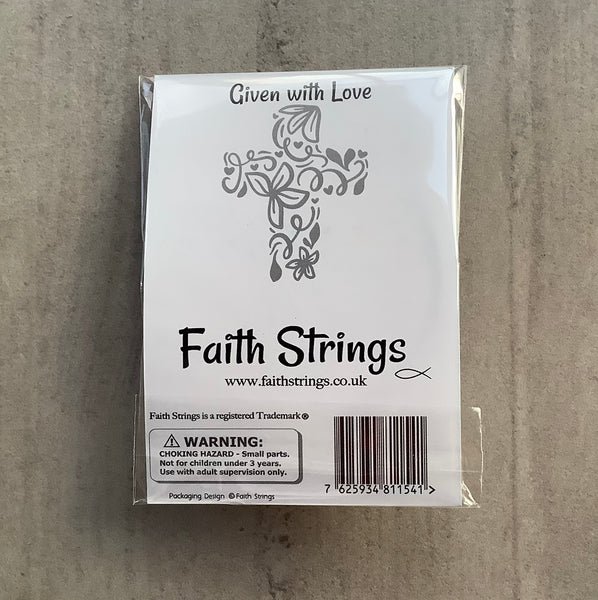 Given with Love
Faith Strings
www.faithstrings.co.uk
Faith Strings is a registered Trademark ®
⚠ WARNING:
CHOKING HAZARD - Small parts.
Not for children under 3 years.
Use with adult supervision only.
7 625934 811541 >
Packaging Design © Faith Strings